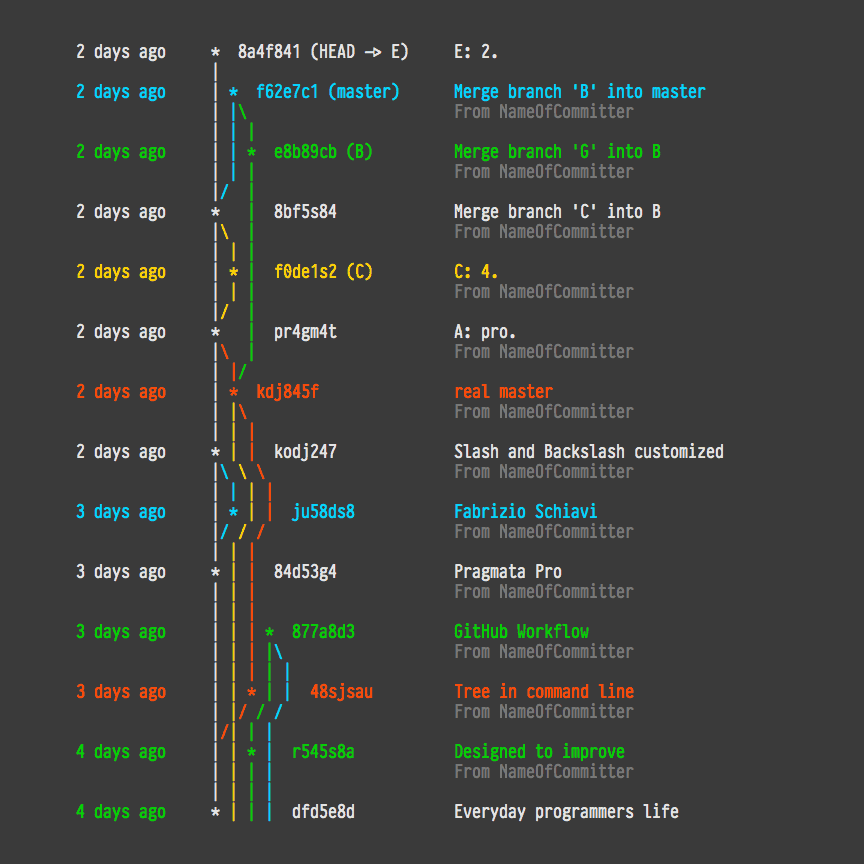 2 days ago * 8a4f841 (HEAD -> E) E: 2.
2 days ago * f62e7c1 (master) Merge branch 'B' into master
From NameOfCommitter
2 days ago * e8b89cb (B) Merge branch 'G' into B
From NameOfCommitter
2 days ago * 8bf5s84 Merge branch 'C' into B
From NameOfCommitter
2 days ago * f0de1s2 (C) C: 4.
From NameOfCommitter
2 days ago * pr4gm4t A: pro.
From NameOfCommitter
2 days ago * kdj845f real master
From NameOfCommitter
2 days ago * kodj247 Slash and Backslash customized
From NameOfCommitter
3 days ago * ju58ds8 Fabrizio Schiavi
From NameOfCommitter
3 days ago * 84d53g4 Pragmata Pro
From NameOfCommitter
3 days ago * 877a8d3 GitHub Workflow
From NameOfCommitter
3 days ago * 48sjsau Tree in command line
From NameOfCommitter
4 days ago * r545s8a Designed to improve
From NameOfCommitter
4 days ago * dfd5e8d Everyday programmers life